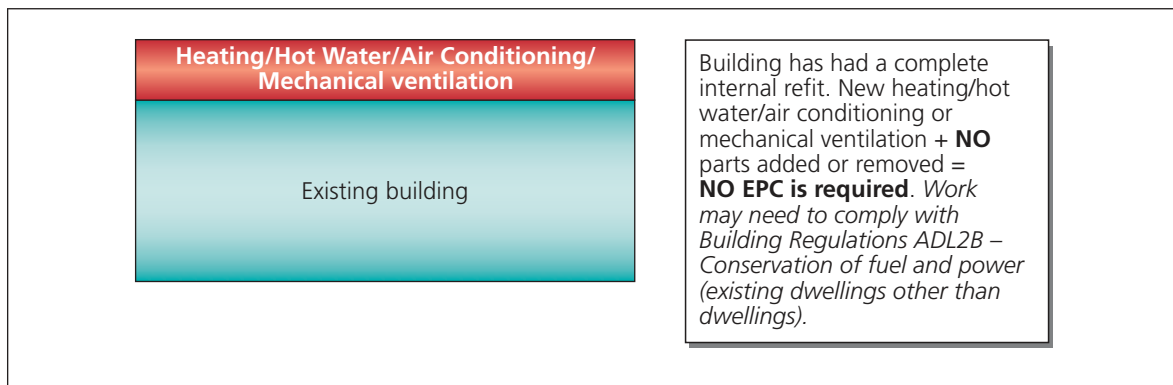 Heating/Hot Water/Air Conditioning/
Mechanical ventilation
Existing building
Building has had a complete
internal refit. New heating/hot
water/air conditioning or
mechanical ventilation + NO
parts added or removed =
NO EPC is required. Work
may need to comply with
Building Regulations ADL2B –
Conservation of fuel and power
(existing dwellings other than
dwellings).